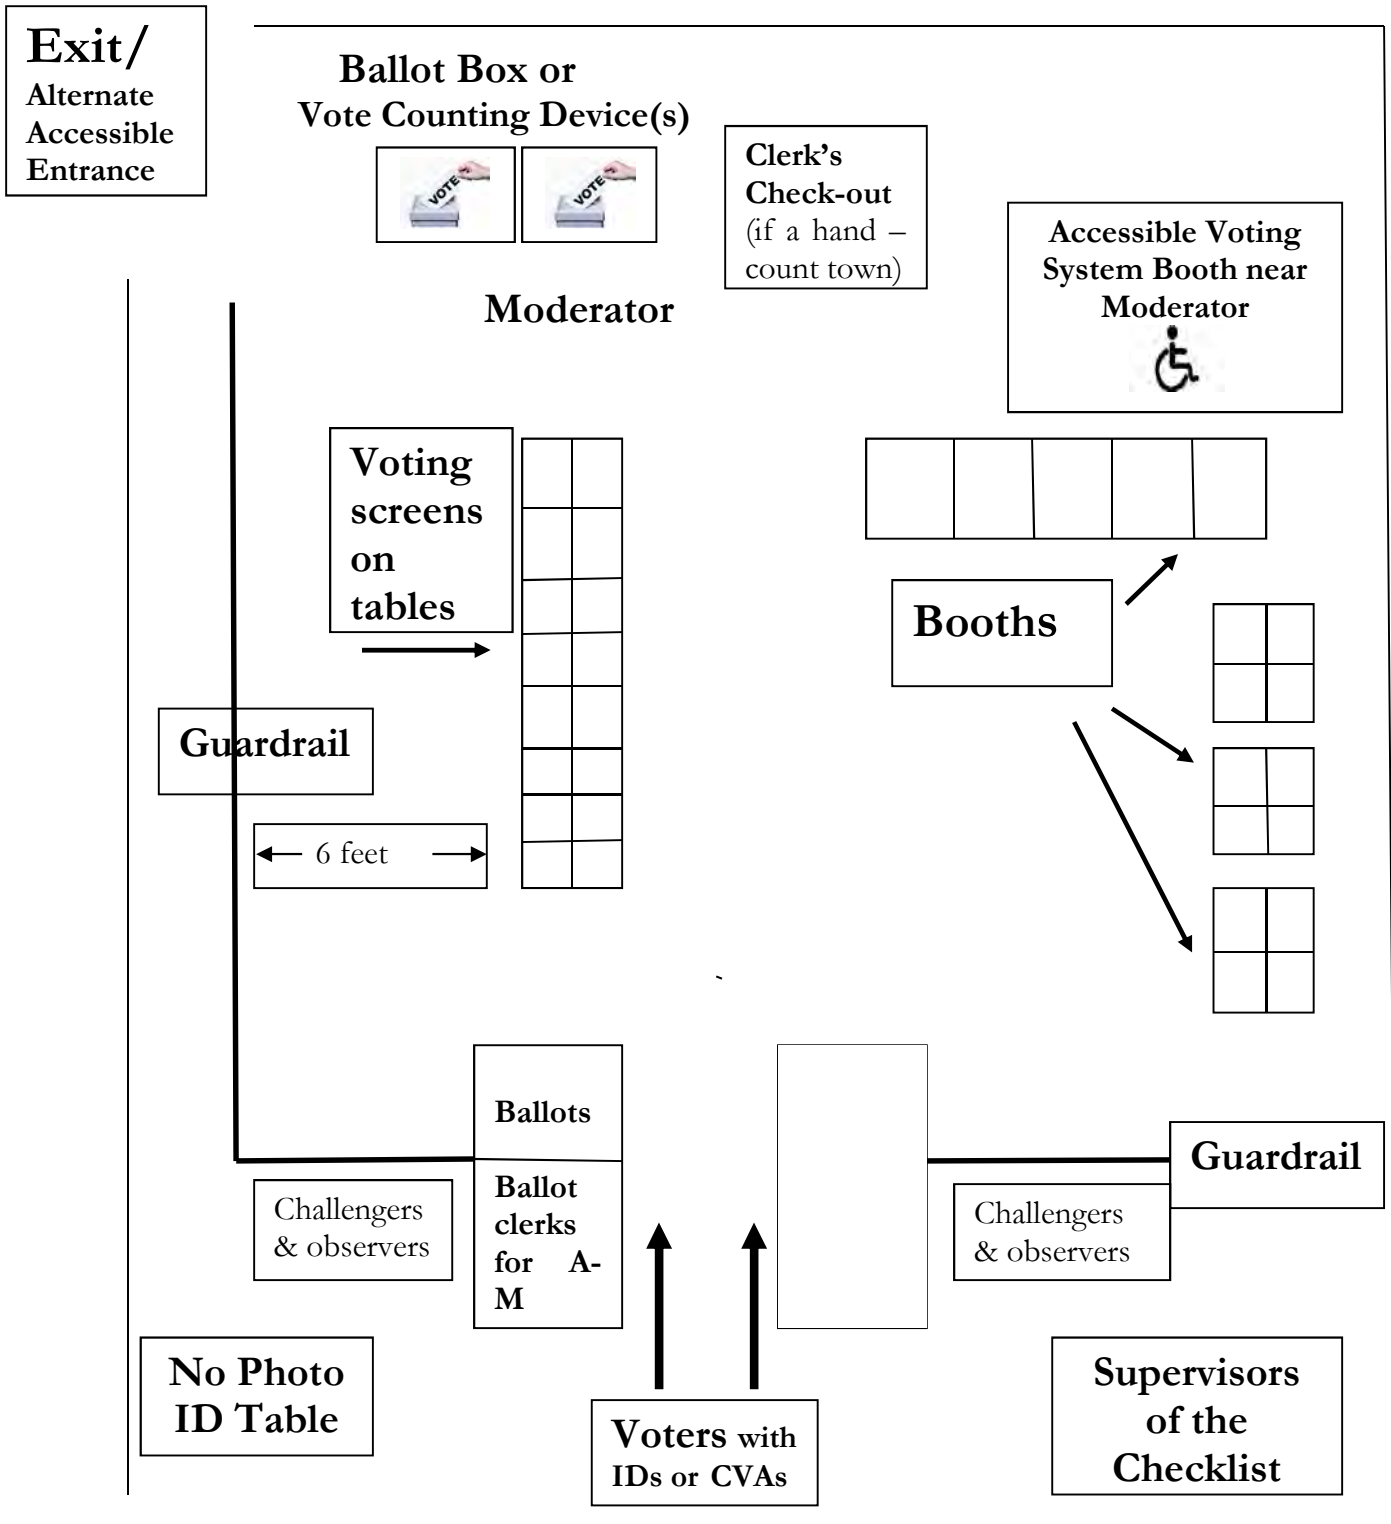 Exit/
Alternate
Accessible
Entrance
Ballot Box or
Vote Counting Device(s)
VOTE
VOTE
Clerk’s
Check-out
(if a hand –
count town)
Accessible Voting
System Booth near
Moderator
Moderator
Voting
screens
on
tables
Booths
Guardrail
6 feet
Ballots
Ballot
clerks
for A-
M
Guardrail
Challengers
& observers
Challengers
& observers
No Photo
ID Table
Voters with
IDs or CVAs
Supervisors
of the
Checklist